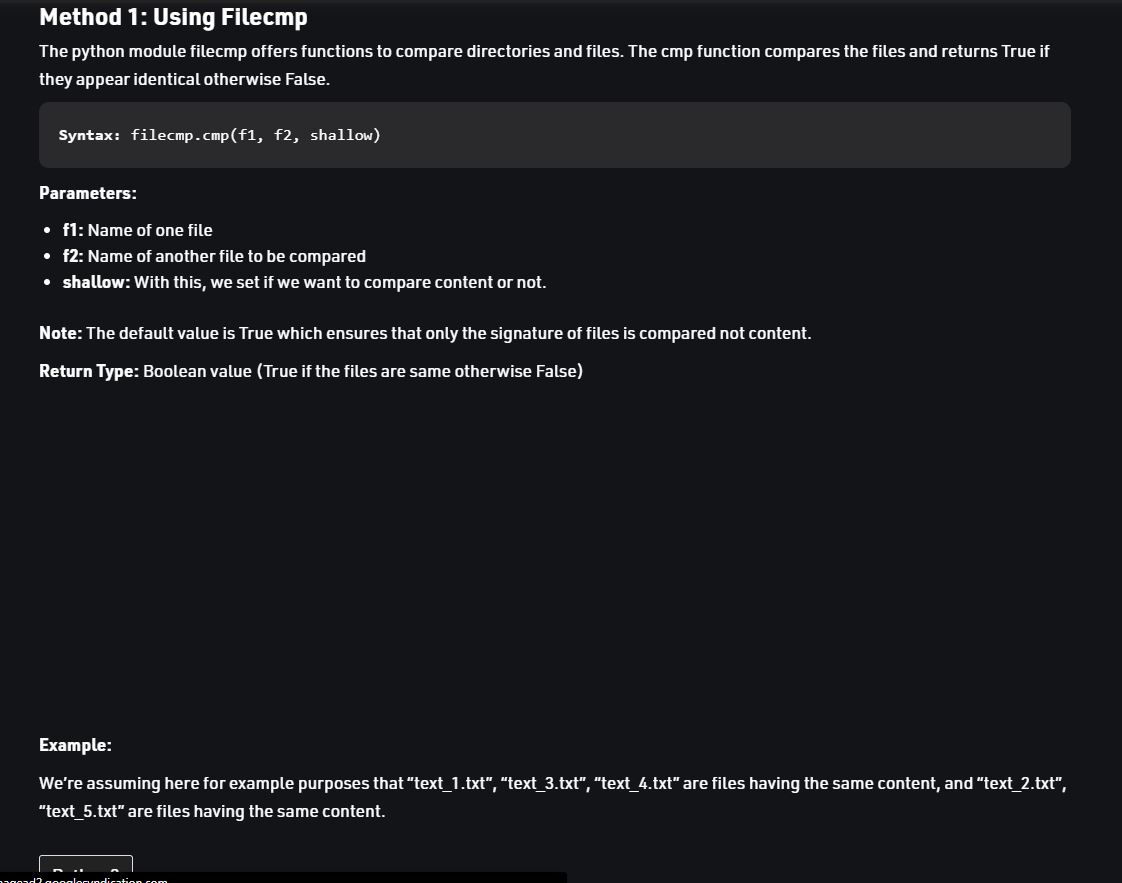 Method 1: Using Filecmp
The python module filecmp offers functions to compare directories and files. The cmp function compares the files and returns True if
they appear identical otherwise False.
Syntax: filecmp.cmp(f1, f2, shallow)
Parameters:
f1: Name of one file
f2: Name of another file to be compared
shallow: With this, we set if we want to compare content or not.
Note: The default value is True which ensures that only the signature of files is compared not content.
Return Type: Boolean value (True if the files are same otherwise False)
Example:
We’re assuming here for example purposes that “text_1.txt”, “text_3.txt”, “text_4.txt” are files having the same content, and “text_2.txt”,
“text_5.txt” are files having the same content.